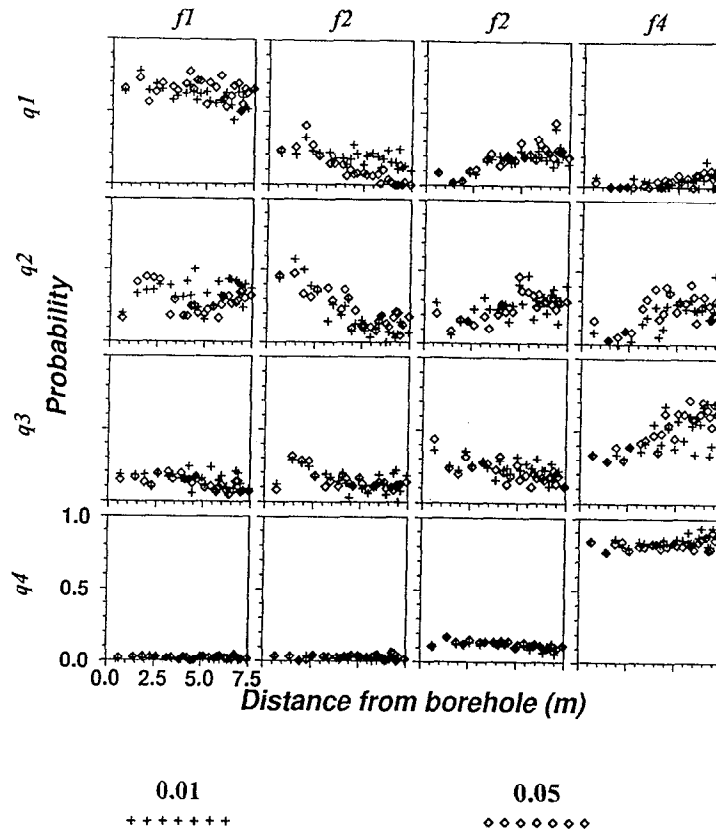 f1 f2 f2 f4
q1
q2
q3
q4
Probability
1.0
0.5
0.0
0.0 2.5 5.0 7.5
Distance from borehole (m)
0.01 0.05